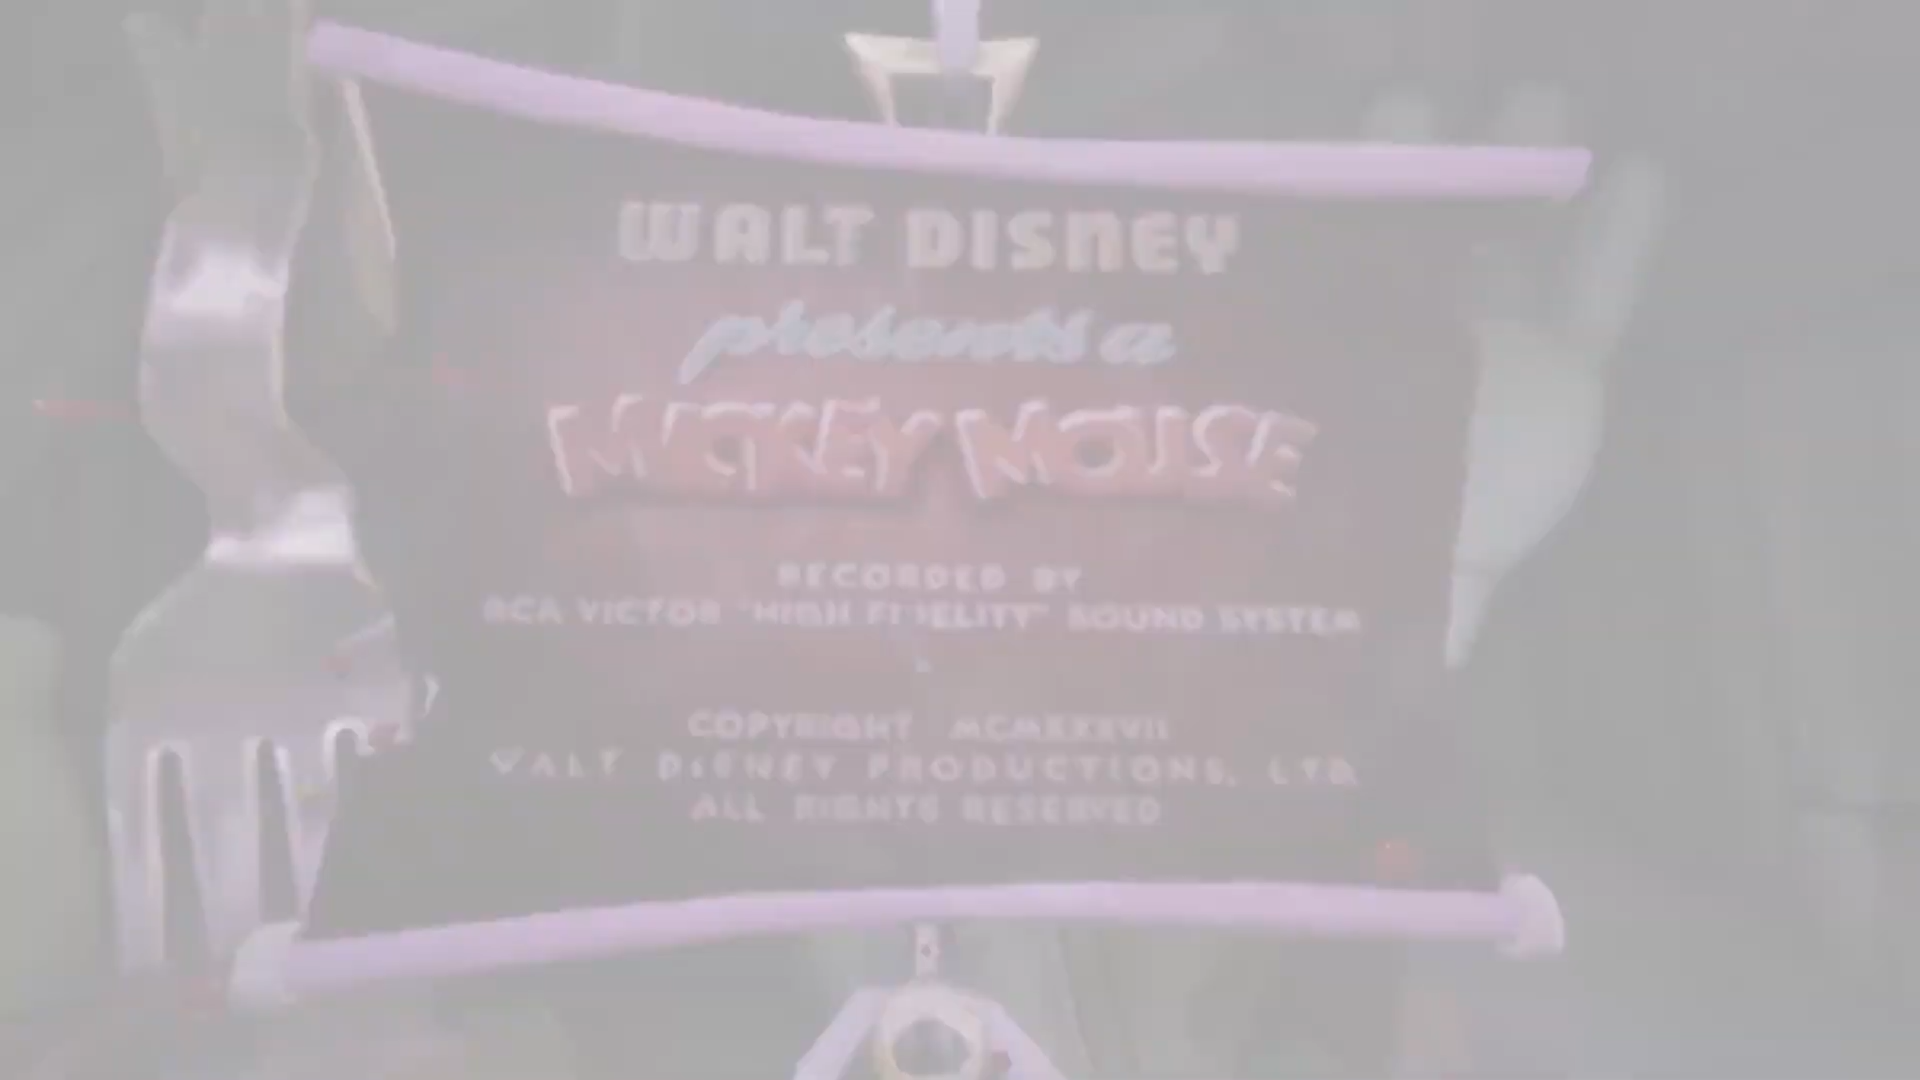 WALT DISNEY
presents a
MICKEY MOUSE
RECORDED BY
RCA VICTOR "HIGH FIDELITY" SOUND SYSTEM
COPYRIGHT MCMXXXVII
WALT DISNEY PRODUCTIONS, LTD.
ALL RIGHTS RESERVED